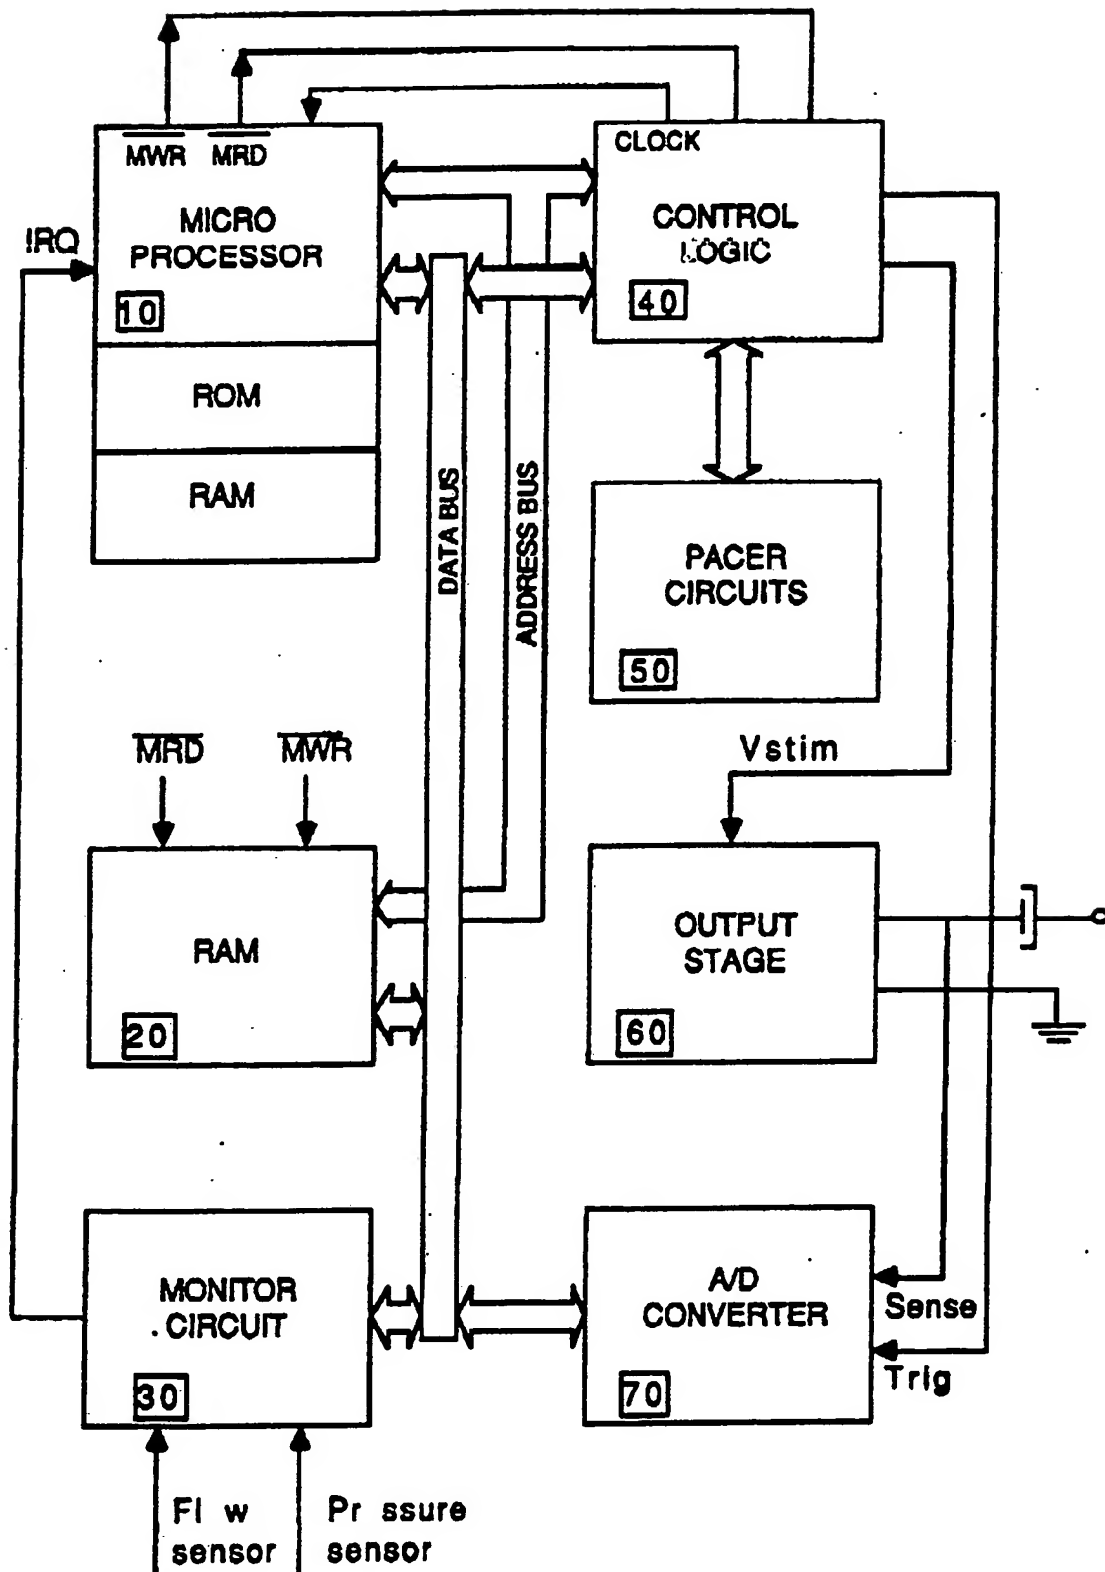 MWR MRD
MICRO
PROCESSOR
10
ROM
RAM
IRQ
CLOCK
CONTROL
LOGIC
40
DATA BUS
ADDRESS BUS
PACER
CIRCUITS
50
MRD MWR
Vstim
RAM
20
OUTPUT
STAGE
60
MONITOR
CIRCUIT
30
A/D
CONVERTER
70
Sense
Trig
Fl w
sensor
Pr ssure
sensor